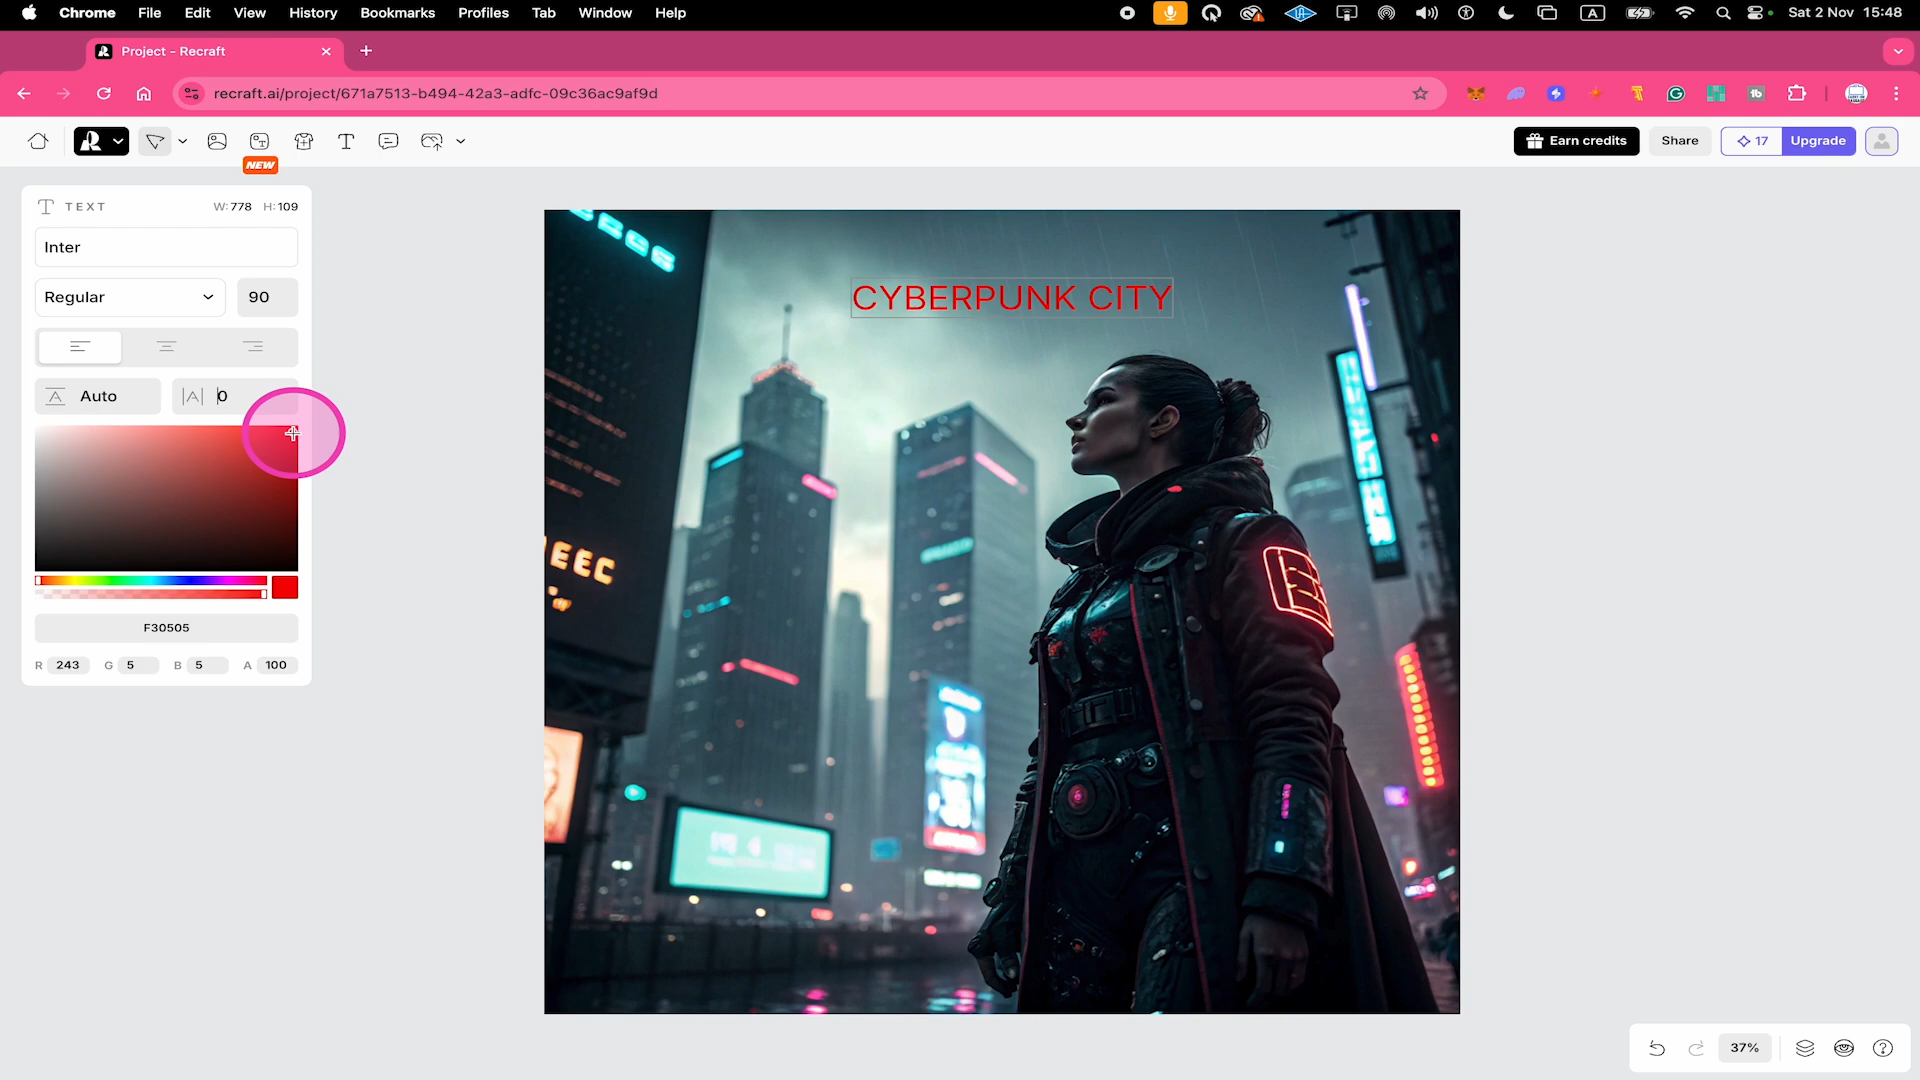 Chrome File Edit View History Bookmarks Profiles Tab Window Help A Sat 2 Nov 15:48
Project - Recraft
recraft.ai/project/671a7513-b494-42a3-adfc-09c36ac9af9d
Earn credits Share 17 Upgrade
NEW
TEXT W: 778 H: 109
Inter
Regular 90
Auto 0
F30505
R 243 G 5 B 5 A 100
CYBERPUNK CITY
37%